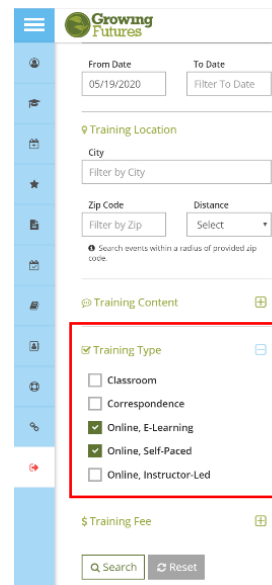 Growing
Futures
From Date To Date
05/19/2020 Filter To Date
Training Location
City
Filter by City
Zip Code Distance
Filter by Zip Select
Search events within a radius of provided zip
code.
Training Content
Training Type
Classroom
Correspondence
Online, E-Learning
Online, Self-Paced
Online, Instructor-Led
$ Training Fee
Search Reset